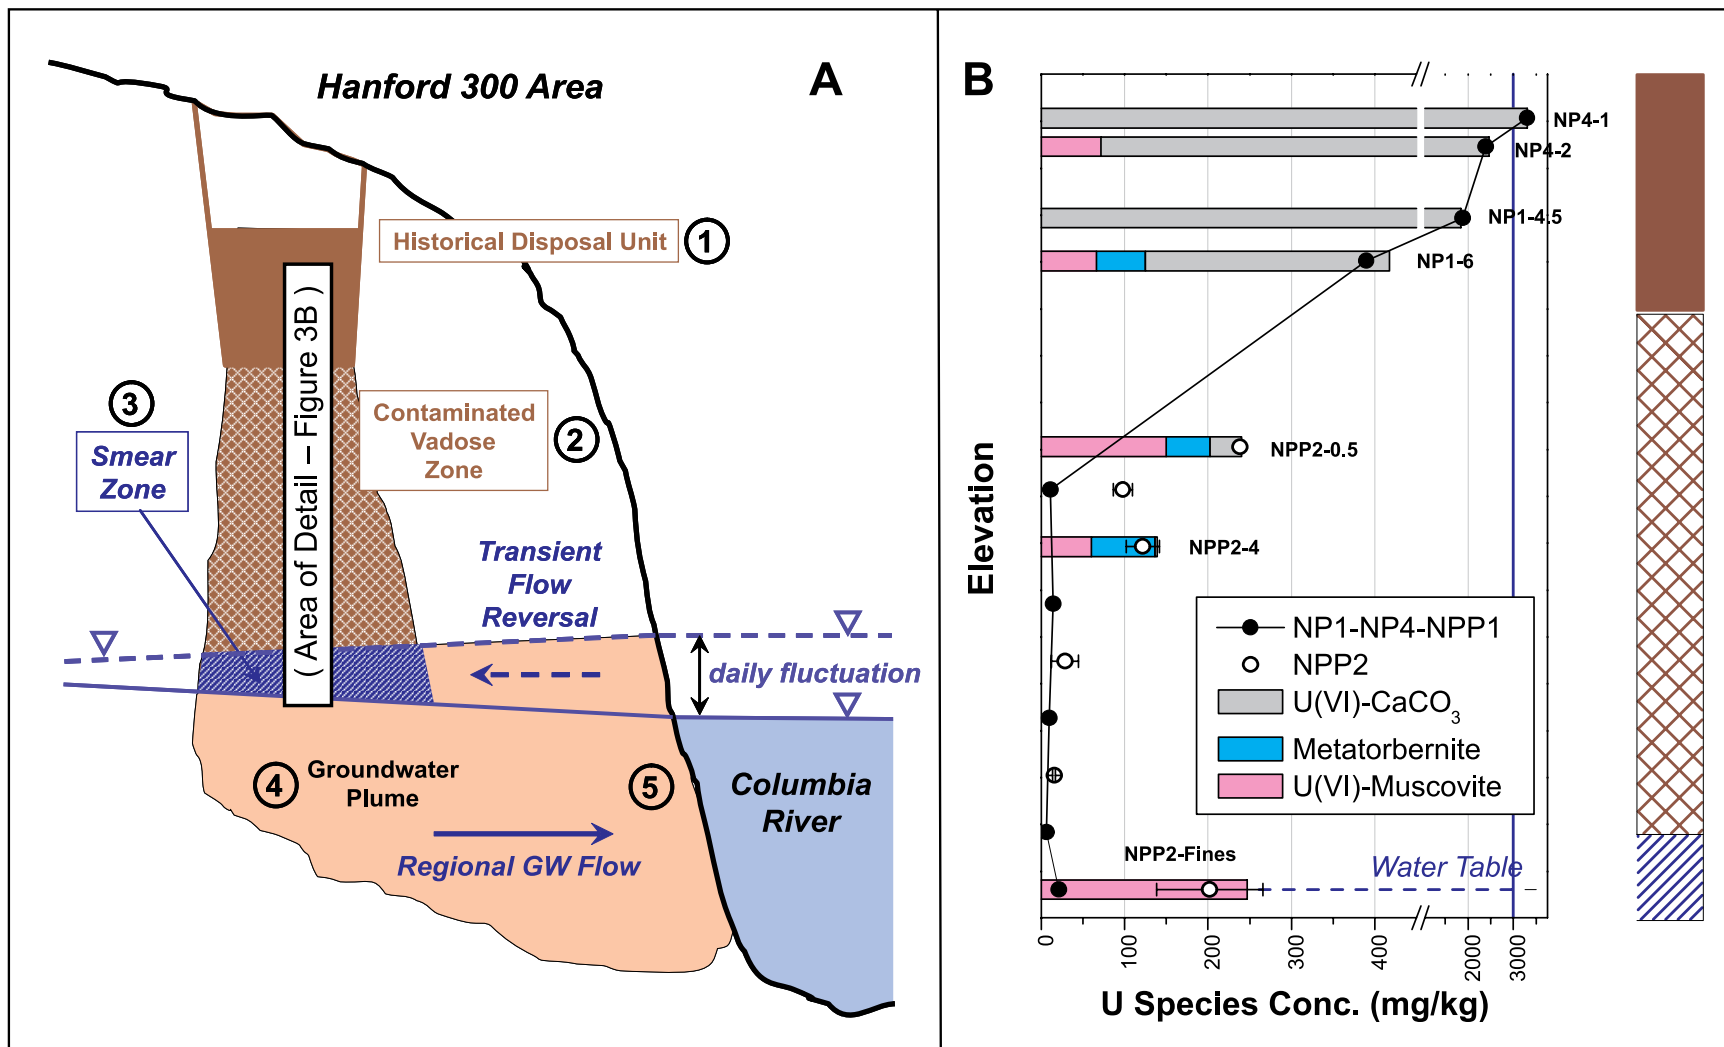 Hanford 300 Area
A
Historical Disposal Unit
1
( Area of Detail – Figure 3B )
3
Smear
Zone
Contaminated
Vadose
Zone
2
Transient
Flow
Reversal
daily fluctuation
4
Groundwater
Plume
5
Columbia
River
Regional GW Flow
B
NP4-1
NP4-2
NP1-4.5
NP1-6
NPP2-0.5
NPP2-4
Elevation
NP1-NP4-NPP1
NPP2
U(VI)-CaCO3
Metatorbernite
U(VI)-Muscovite
NPP2-Fines
Water Table
0
100
200
400
2000
3000
U Species Conc. (mg/kg)